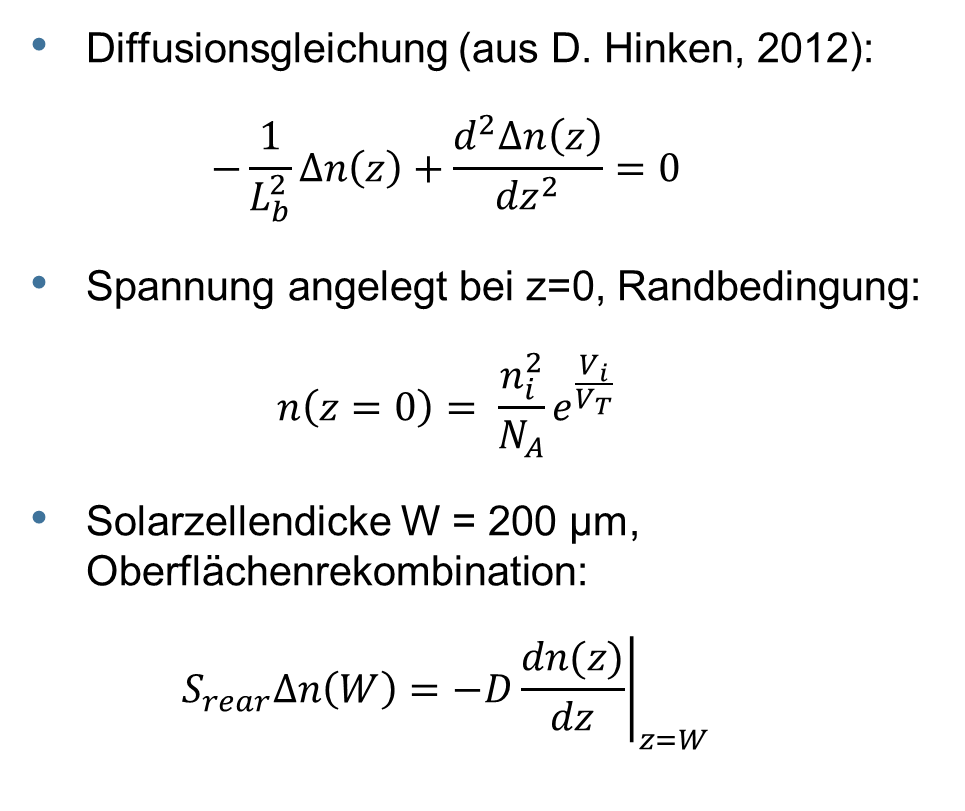 • Diffusionsgleichung (aus D. Hinken, 2012):
$-\frac{1}{L_b^2}\Delta n(z) + \frac{d^2 \Delta n(z)}{dz^2} = 0$
• Spannung angelegt bei z=0, Randbedingung:
$n(z = 0) = \frac{n_i^2}{N_A} e^{\frac{V_i}{V_T}}$
• Solarzellendicke W = 200 µm,
Oberflächenrekombination:
$S_{rear}\Delta n(W) = -D \left.\frac{dn(z)}{dz}\right|_{z=W}$